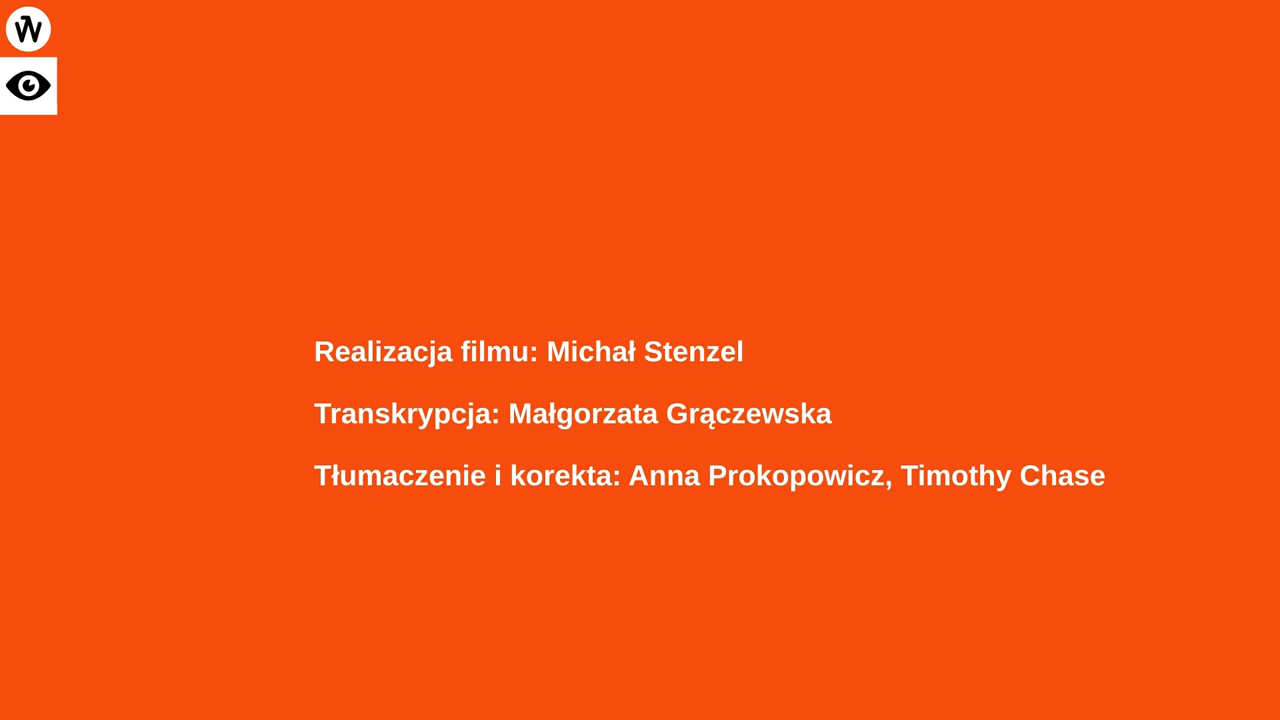 Realizacja filmu: Michał Stenzel
Transkrypcja: Małgorzata Grączewska
Tłumaczenie i korekta: Anna Prokopowicz, Timothy Chase